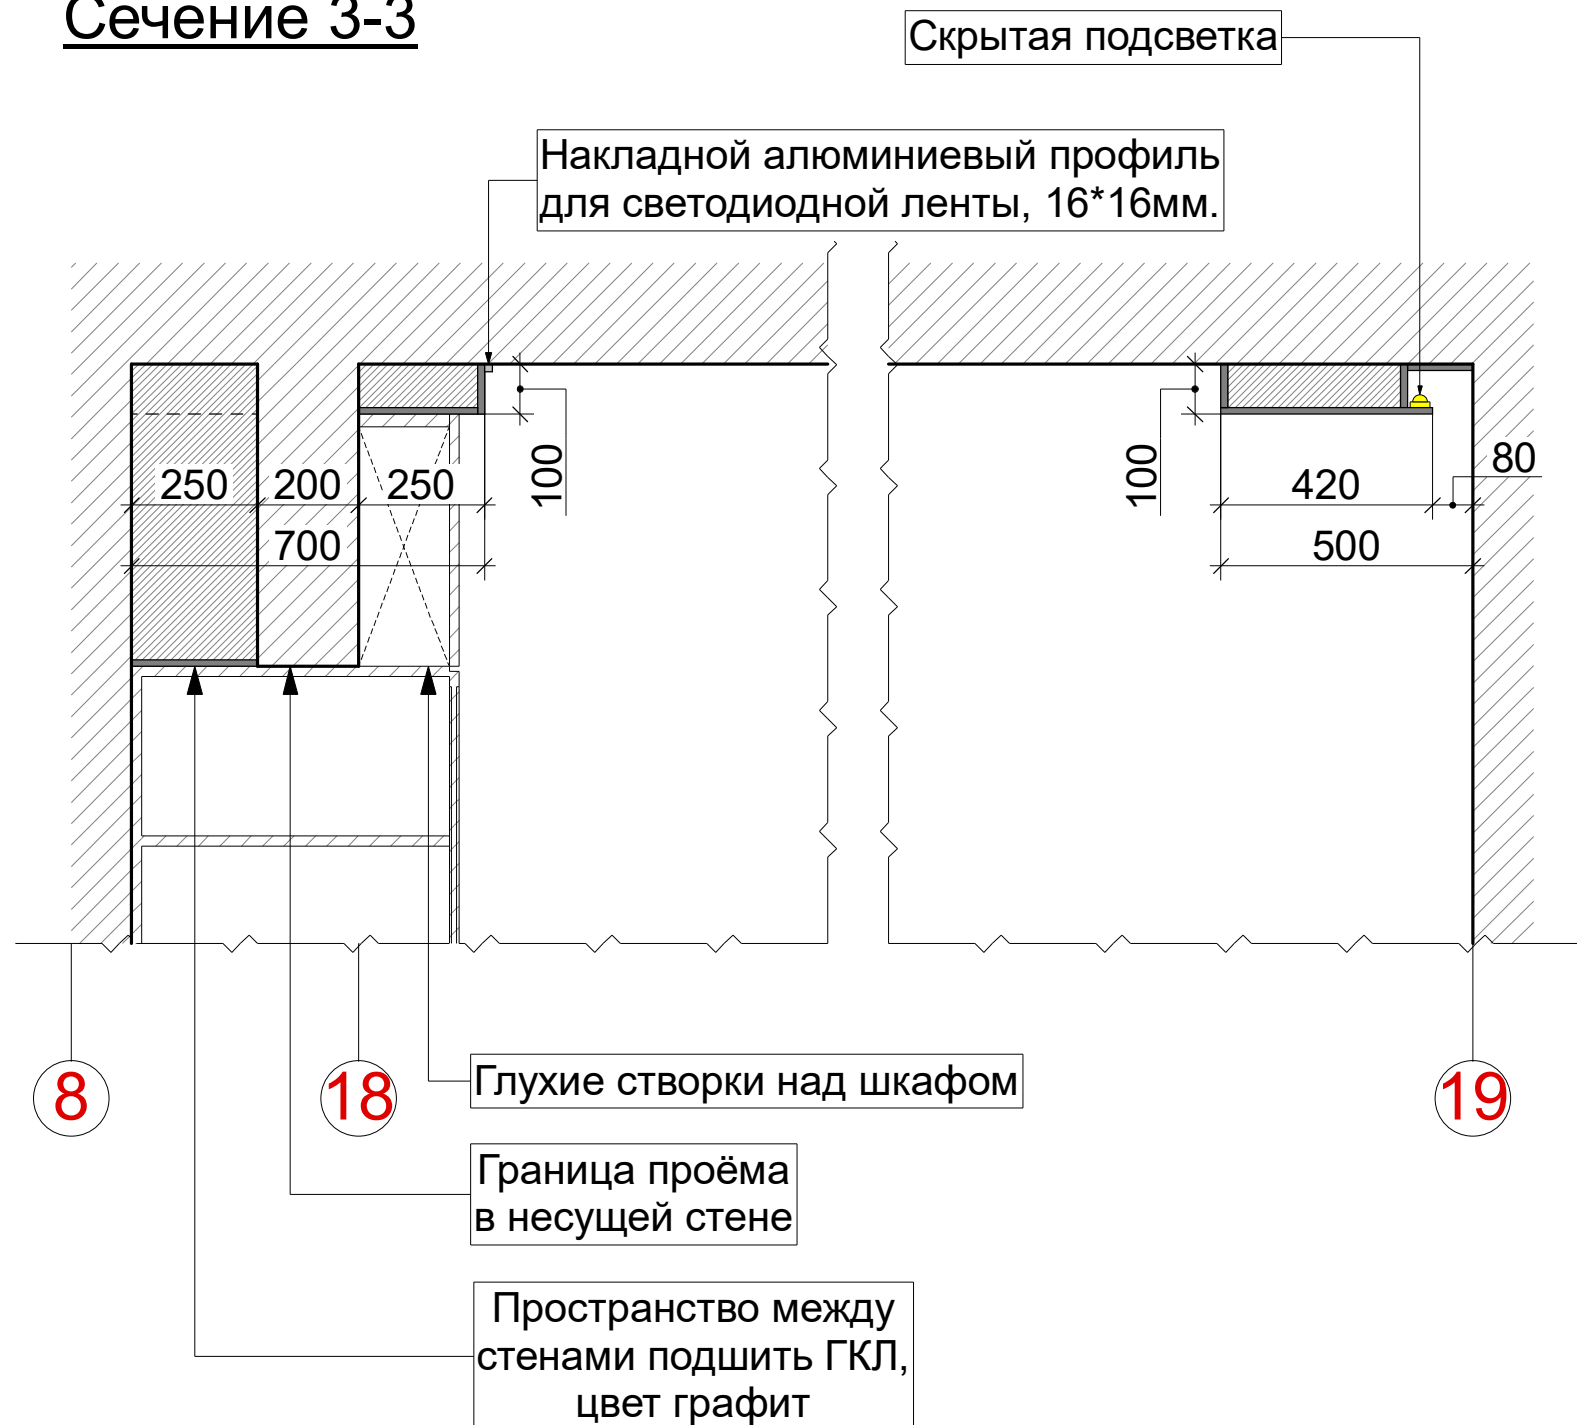 Сечение 3-3
Скрытая подсветка
Накладной алюминиевый профиль
для светодиодной ленты, 16*16мм.
250
200
250
100
100
420
80
700
500
8
18
19
Глухие створки над шкафом
Граница проёма
в несущей стене
Пространство между
стенами подшить ГКЛ,
цвет графит